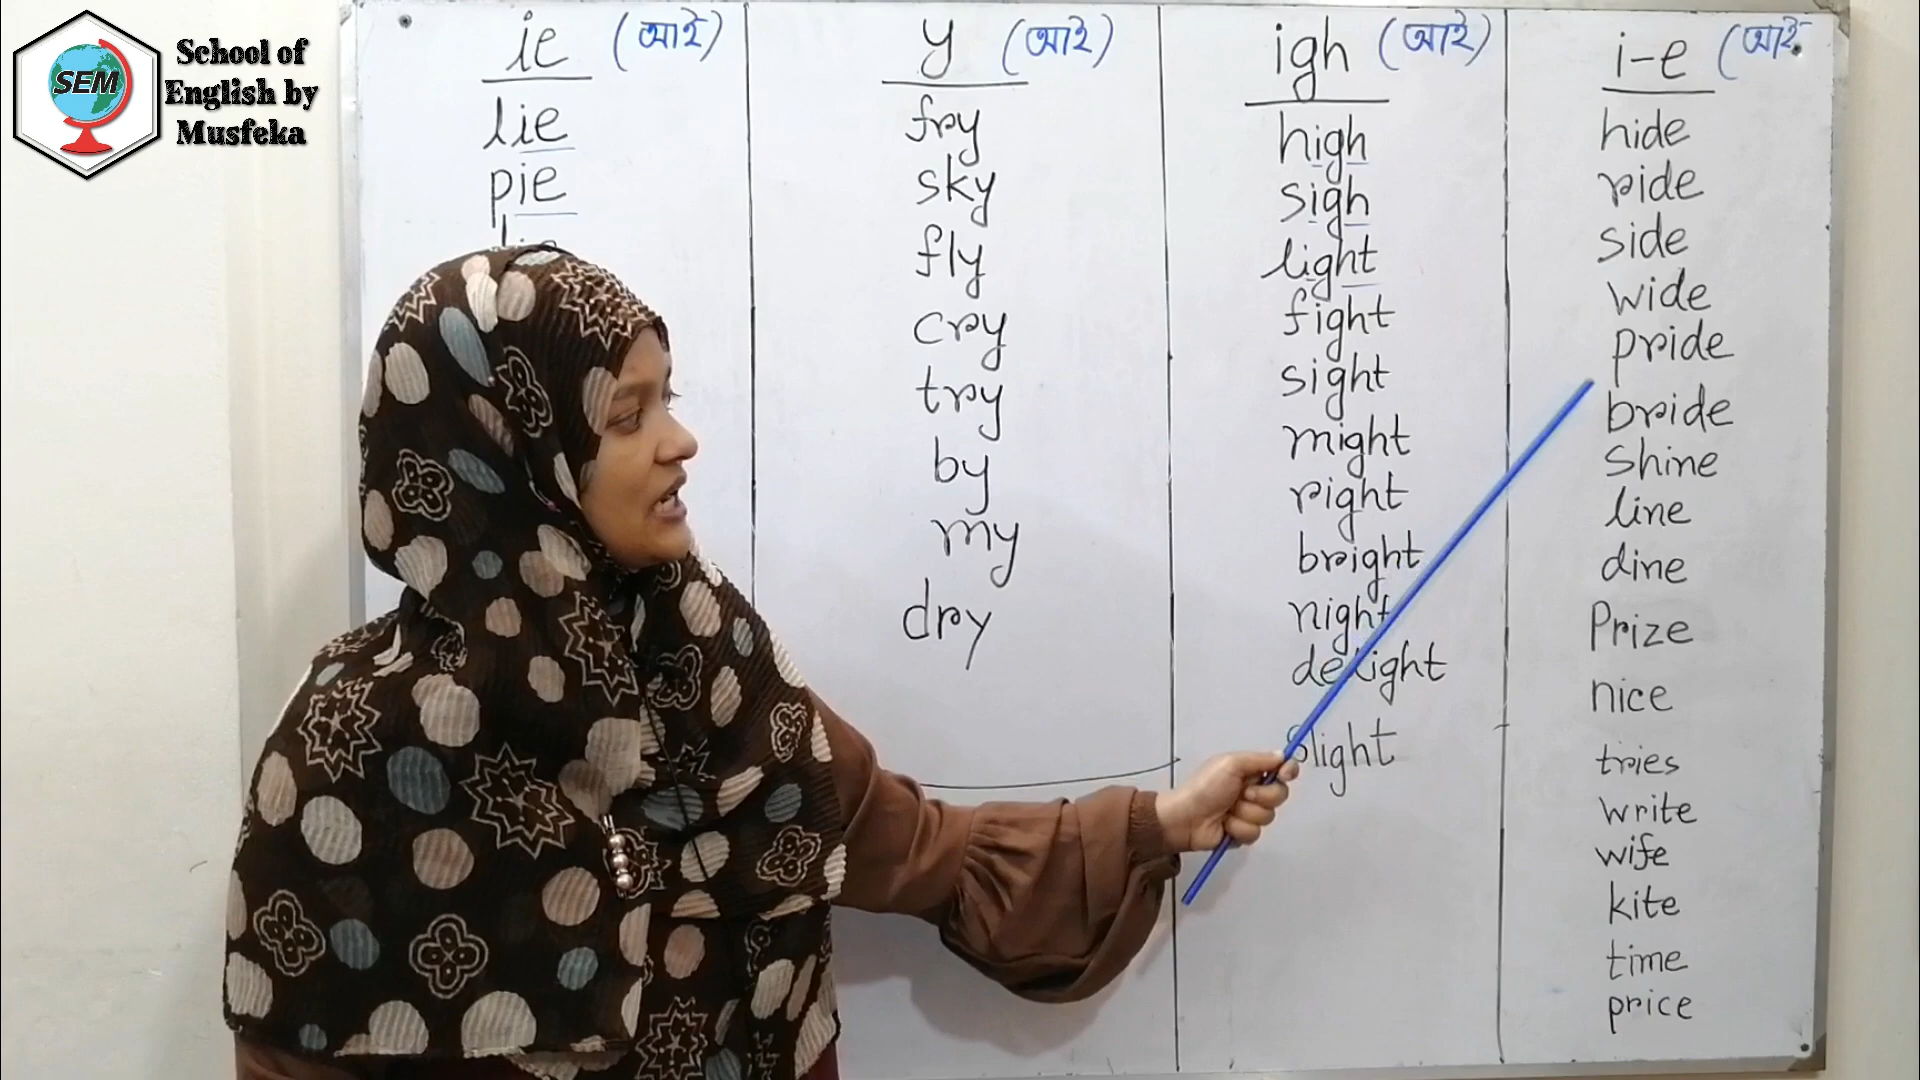 SEM
School of
English by
Musfeka
ie (আই)
lie
pie
y (আই)
fry
sky
fly
cry
try
by
my
dry
igh (আই)
high
sigh
light
fight
sight
might
right
bright
night
delight
slight
i-e (আই
hide
ride
side
wide
pride
bride
shine
line
dine
Prize
nice
tries
write
wife
kite
time
price